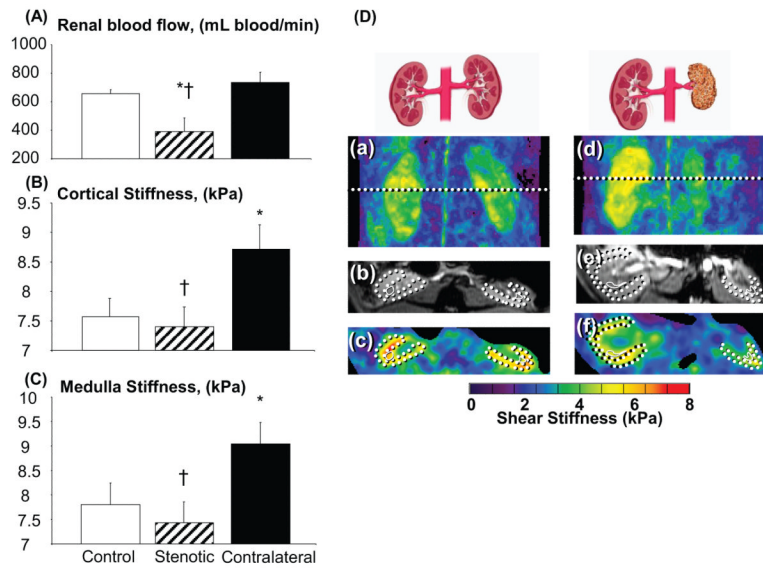 (A)
Renal blood flow, (mL blood/min)
1000
800
600
400
200
*†
(B)
Cortical Stiffness, (kPa)
9.5
9
8.5
8
7.5
7
†
*
(C)
Medulla Stiffness, (kPa)
10
9.5
9
8.5
8
7.5
7
†
*
Control Stenotic Contralateral
(D)
(a)
(d)
(b)
(e)
(c)
(f)
0 2 4 6 8
Shear Stiffness (kPa)